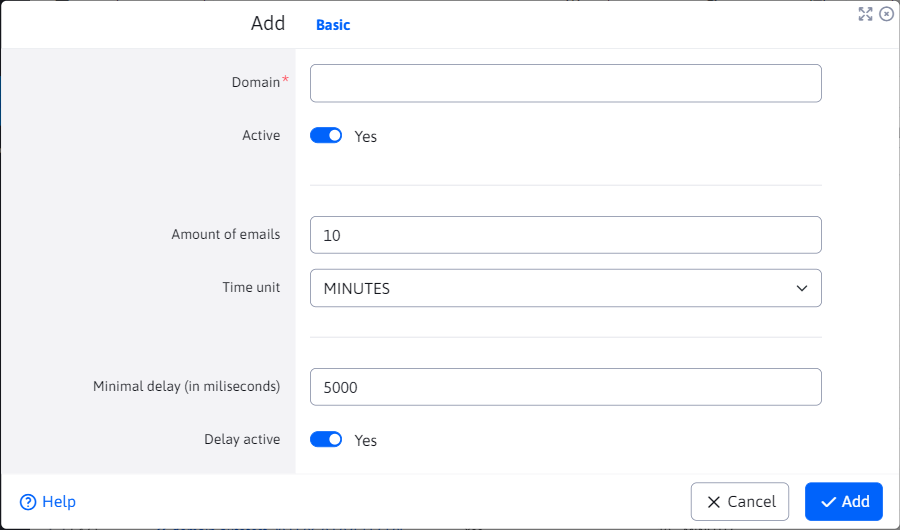 Add Basic
Domain*
Active Yes
Amount of emails 10
Time unit MINUTES
Minimal delay (in miliseconds) 5000
Delay active Yes
Help Cancel Add